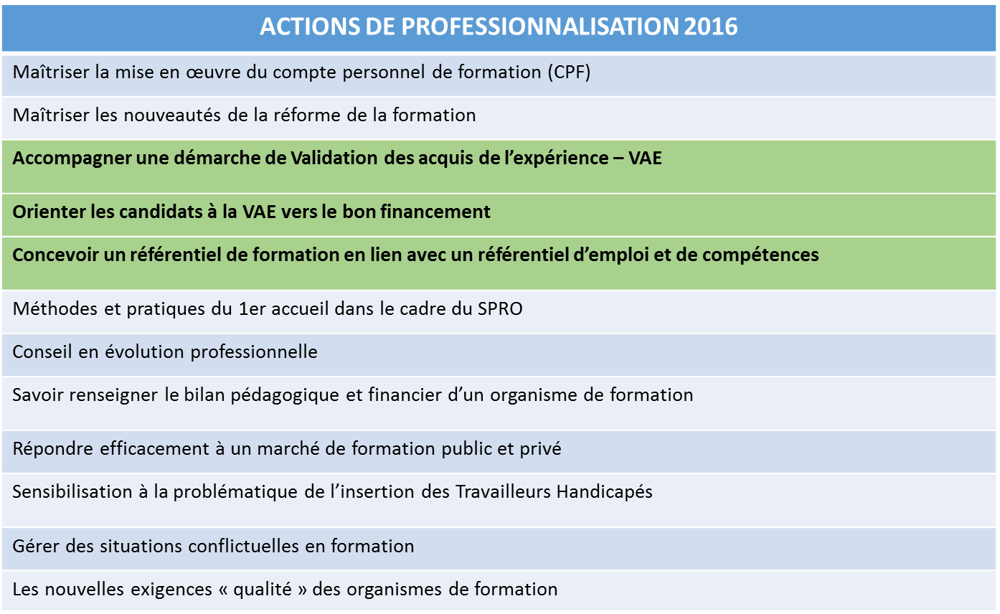 ACTIONS DE PROFESSIONNALISATION 2016
Maîtriser la mise en œuvre du compte personnel de formation (CPF)
Maîtriser les nouveautés de la réforme de la formation
Accompagner une démarche de Validation des acquis de l’expérience – VAE
Orienter les candidats à la VAE vers le bon financement
Concevoir un référentiel de formation en lien avec un référentiel d’emploi et de compétences
Méthodes et pratiques du 1er accueil dans le cadre du SPRO
Conseil en évolution professionnelle
Savoir renseigner le bilan pédagogique et financier d’un organisme de formation
Répondre efficacement à un marché de formation public et privé
Sensibilisation à la problématique de l’insertion des Travailleurs Handicapés
Gérer des situations conflictuelles en formation
Les nouvelles exigences « qualité » des organismes de formation